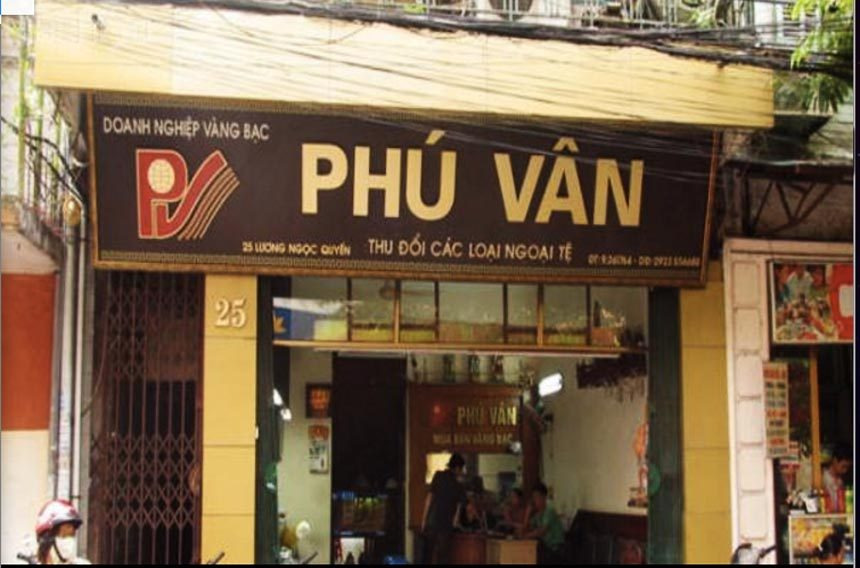 DOANH NGHIỆP VÀNG BẠC
PV
PHÚ VÂN
25 LƯƠNG NGỌC QUYẾN
THU ĐỔI CÁC LOẠI NGOẠI TỆ
25
PHÚ VÂN
MUA BÁN VÀNG BẠC